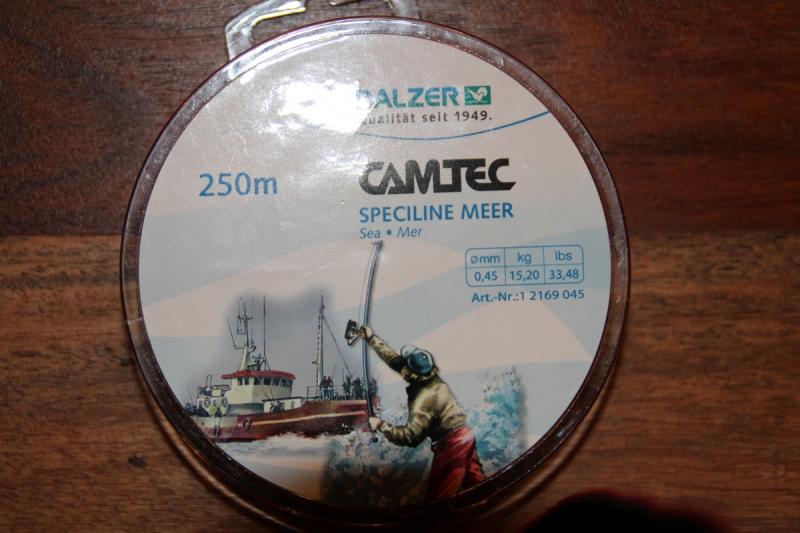 BALZER
Qualität seit 1949.
250m
CAMTEC
SPECILINE MEER
Sea • Mer
ømm kg lbs
0,45 15,20 33,48
Art.-Nr.:1 2169 045